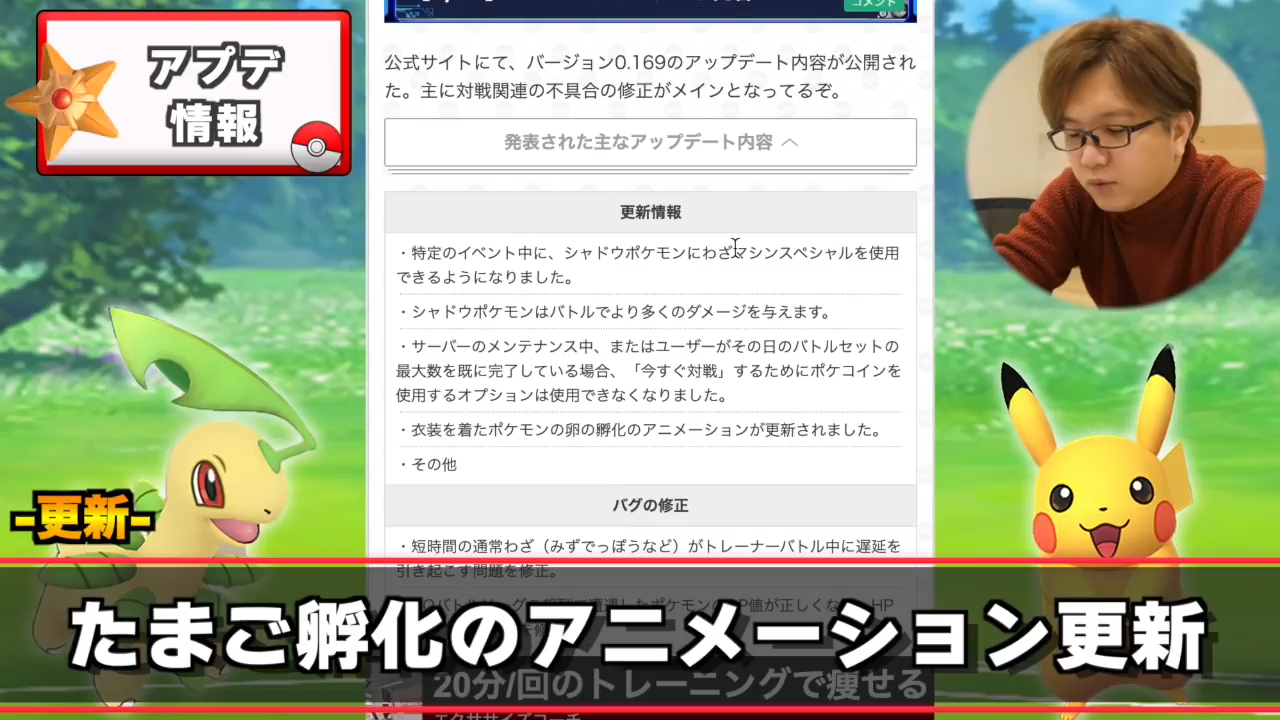 アプデ
情報
コメント
公式サイトにて、バージョン0.169のアップデート内容が公開され
た。主に対戦関連の不具合の修正がメインとなってるぞ。
発表された主なアップデート内容
更新情報
・特定のイベント中に、シャドウポケモンにわざマシンスペシャルを使用
できるようになりました。
・シャドウポケモンはバトルでより多くのダメージを与えます。
・サーバーのメンテナンス中、またはユーザーがその日のバトルセットの
最大数を既に完了している場合、「今すぐ対戦」するためにポケコインを
使用するオプションは使用できなくなりました。
・衣装を着たポケモンの卵の孵化のアニメーションが更新されました。
・その他
バグの修正
-更新-
・短時間の通常わざ（みずでっぽうなど）がトレーナーバトル中に遅延を
引き起こす問題を修正。
たまご孵化のアニメーション更新
20分/回のトレーニングで痩せる
エクササイズコーチ